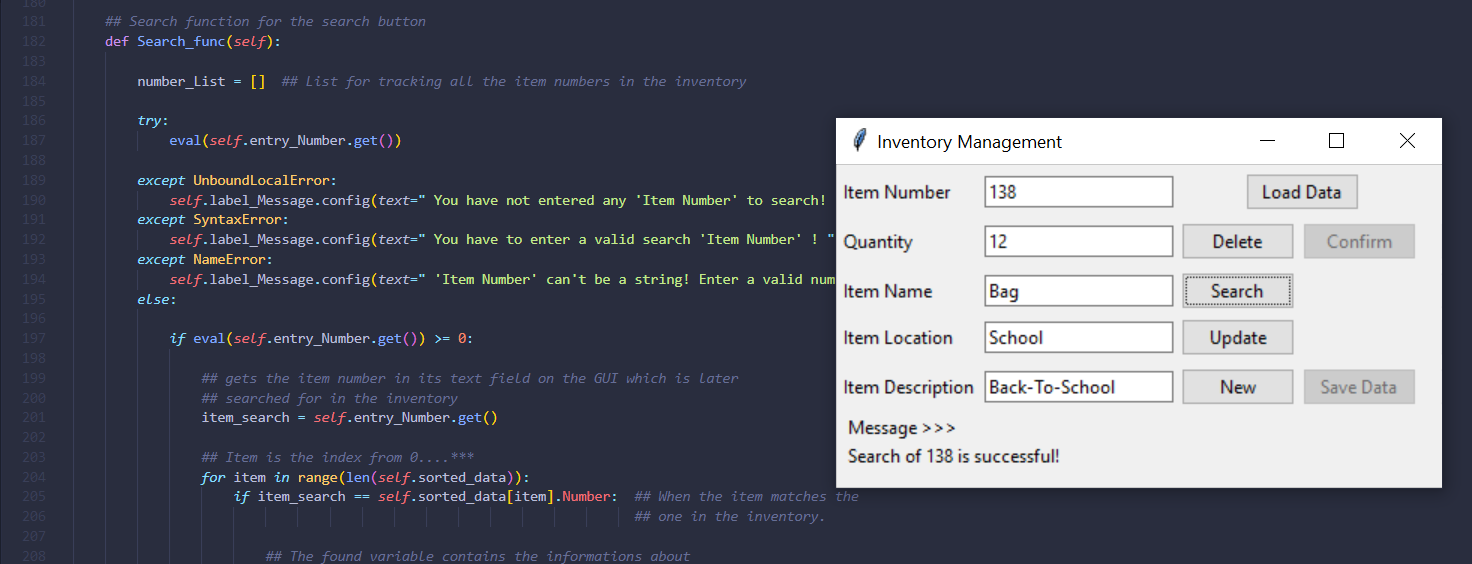 180
181 ## Search function for the search button
182 def Search_func(self):
183
184 number_List = [] ## List for tracking all the item numbers in the inventory
185
186 try:
187 eval(self.entry_Number.get())
188
189 except UnboundLocalError:
190 self.label_Message.config(text=" You have not entered any 'Item Number' to search!
191 except SyntaxError:
192 self.label_Message.config(text=" You have to enter a valid search 'Item Number' ! "
193 except NameError:
194 self.label_Message.config(text=" 'Item Number' can't be a string! Enter a valid num
195 else:
196
197 if eval(self.entry_Number.get()) >= 0:
198
199 ## gets the item number in its text field on the GUI which is later
200 ## searched for in the inventory
201 item_search = self.entry_Number.get()
202
203 ## Item is the index from 0....***
204 for item in range(len(self.sorted_data)):
205 if item_search == self.sorted_data[item].Number: ## When the item matches the
206 ## one in the inventory.
207
208 ## The found variable contains the informations about
Inventory Management
Item Number 138 Load Data
Quantity 12 Delete Confirm
Item Name Bag Search
Item Location School Update
Item Description Back-To-School New Save Data
Message >>>
Search of 138 is successful!